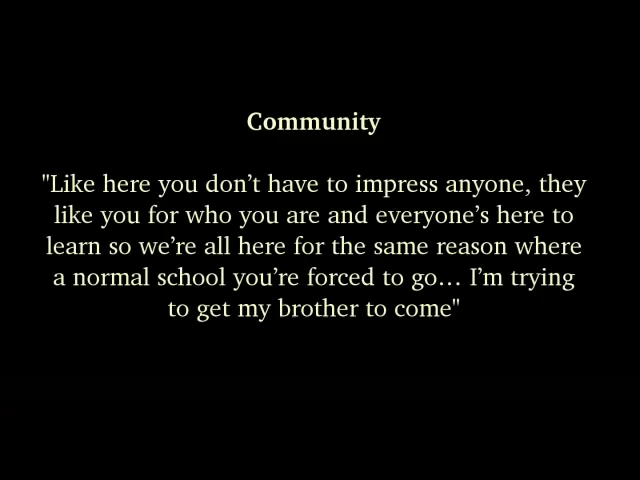 Community
"Like here you don’t have to impress anyone, they
like you for who you are and everyone’s here to
learn so we’re all here for the same reason where
a normal school you’re forced to go… I’m trying
to get my brother to come"